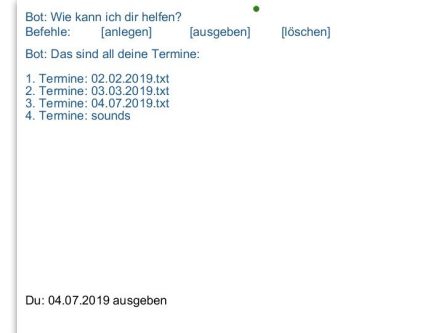 Bot: Wie kann ich dir helfen?
Befehle: [anlegen] [ausgeben] [löschen]
Bot: Das sind all deine Termine:
1. Termine: 02.02.2019.txt
2. Termine: 03.03.2019.txt
3. Termine: 04.07.2019.txt
4. Termine: sounds
Du: 04.07.2019 ausgeben